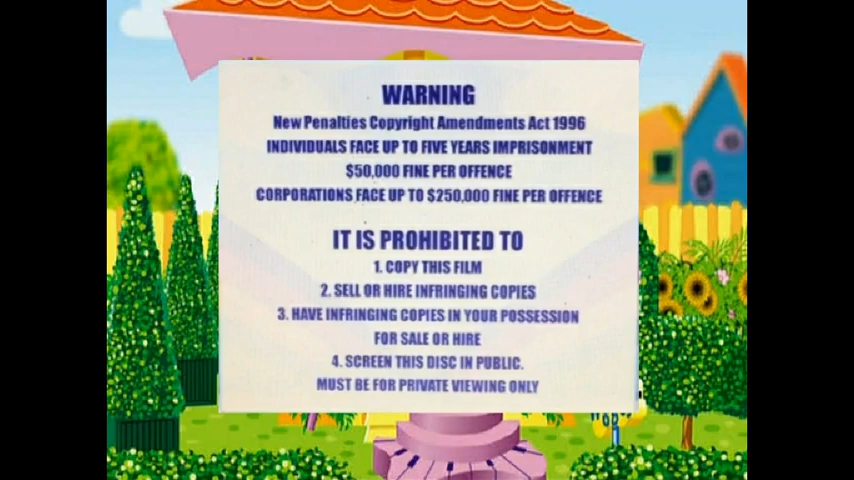 WARNING
New Penalties Copyright Amendments Act 1996
INDIVIDUALS FACE UP TO FIVE YEARS IMPRISONMENT
$50,000 FINE PER OFFENCE
CORPORATIONS FACE UP TO $250,000 FINE PER OFFENCE
IT IS PROHIBITED TO
1. COPY THIS FILM
2. SELL OR HIRE INFRINGING COPIES
3. HAVE INFRINGING COPIES IN YOUR POSSESSION
FOR SALE OR HIRE
4. SCREEN THIS DISC IN PUBLIC.
MUST BE FOR PRIVATE VIEWING ONLY